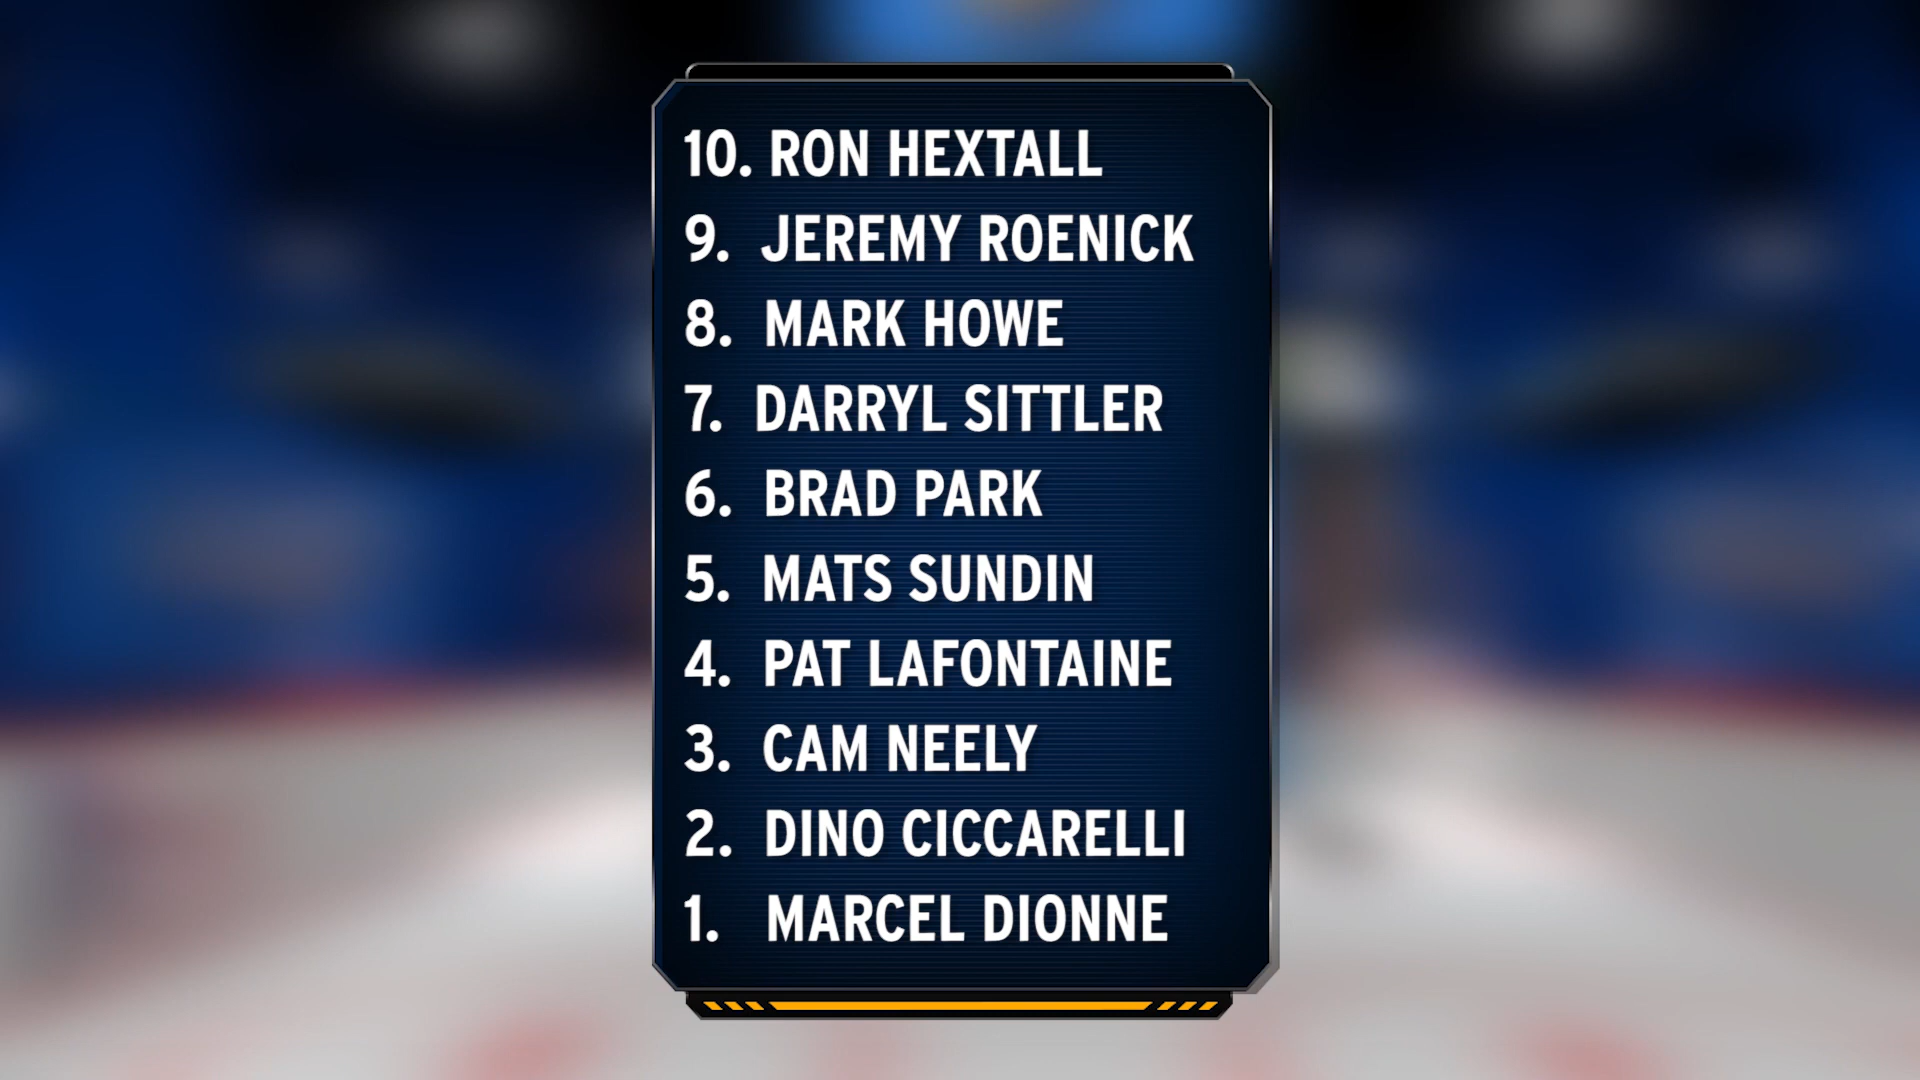 10. RON HEXTALL
9. JEREMY ROENICK
8. MARK HOWE
7. DARRYL SITTLER
6. BRAD PARK
5. MATS SUNDIN
4. PAT LAFONTAINE
3. CAM NEELY
2. DINO CICCARELLI
1. MARCEL DIONNE